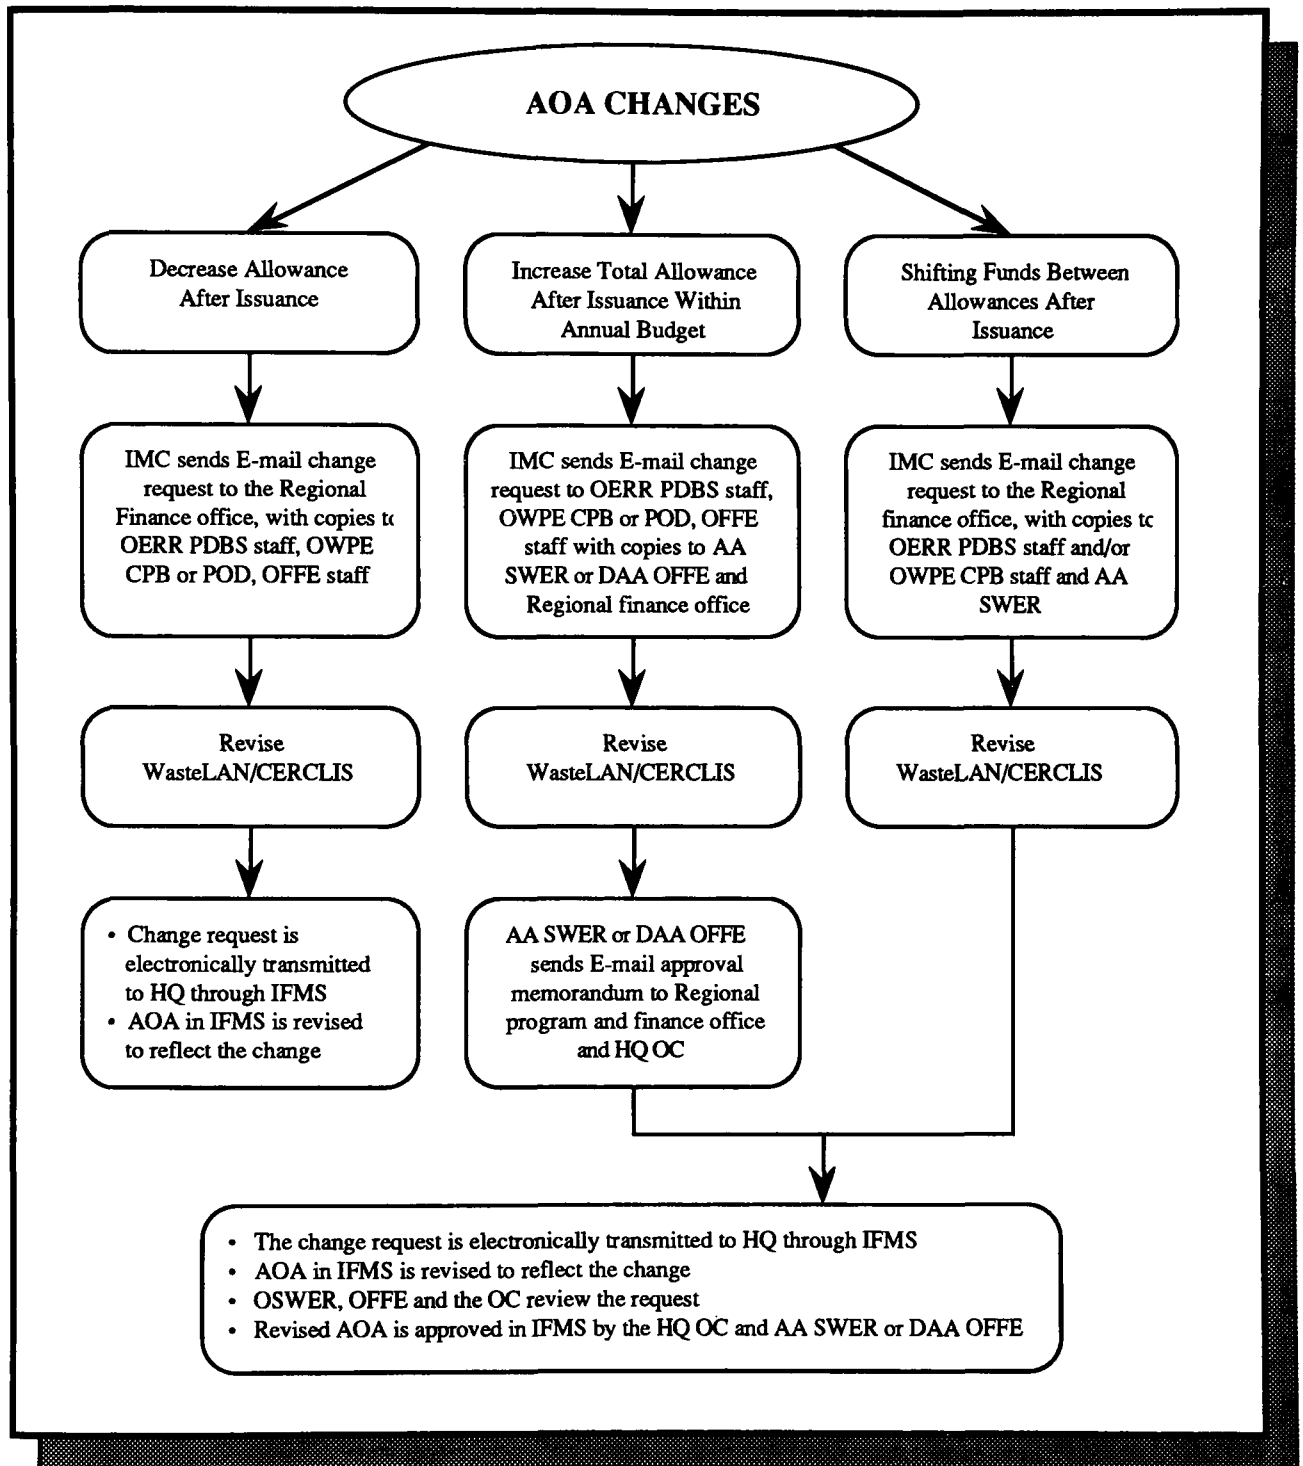 AOA CHANGES
Decrease Allowance
After Issuance
Increase Total Allowance
After Issuance Within
Annual Budget
Shifting Funds Between
Allowances After
Issuance
IMC sends E-mail change
request to the Regional
Finance office, with copies to
OERR PDBS staff, OWPE
CPB or POD, OFFE staff
IMC sends E-mail change
request to OERR PDBS staff,
OWPE CPB or POD, OFFE
staff with copies to AA
SWER or DAA OFFE and
Regional finance office
IMC sends E-mail change
request to the Regional
finance office, with copies to
OERR PDBS staff and/or
OWPE CPB staff and AA
SWER
Revise
WasteLAN/CERCLIS
Revise
WasteLAN/CERCLIS
Revise
WasteLAN/CERCLIS
• Change request is
electronically transmitted
to HQ through IFMS
• AOA in IFMS is revised
to reflect the change
AA SWER or DAA OFFE
sends E-mail approval
memorandum to Regional
program and finance office
and HQ OC
• The change request is electronically transmitted to HQ through IFMS
• AOA in IFMS is revised to reflect the change
• OSWER, OFFE and the OC review the request
• Revised AOA is approved in IFMS by the HQ OC and AA SWER or DAA OFFE